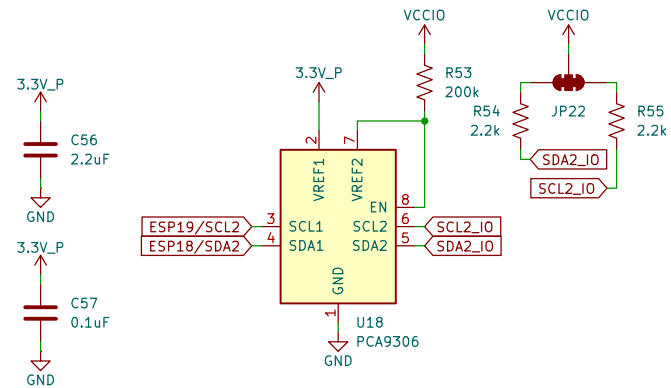 VCCIO
VCCIO
3.3V_P
R53
200k
3.3V_P
R54
2.2k
JP22
R55
2.2k
C56
2.2uF
2
7
SDA2_IO
VREF1
VREF2
SCL2_IO
GND
EN
8
ESP19/SCL2
3
SCL1
SCL2
6
SCL2_IO
ESP18/SDA2
4
SDA1
SDA2
5
SDA2_IO
3.3V_P
GND
C57
0.1uF
1
U18
PCA9306
GND
GND